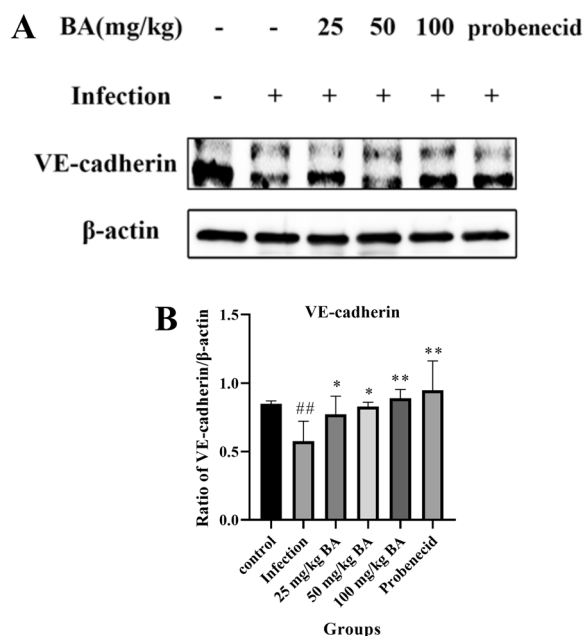 A
BA(mg/kg) - - 25 50 100 probenecid
Infection - + + + + +
VE-cadherin
β-actin
B
VE-cadherin
Ratio of VE-cadherin/β-actin
1.5
1.0
0.5
0.0
##
*
*
**
**
control
Infection
25 mg/kg BA
50 mg/kg BA
100 mg/kg BA
Probenecid
Groups